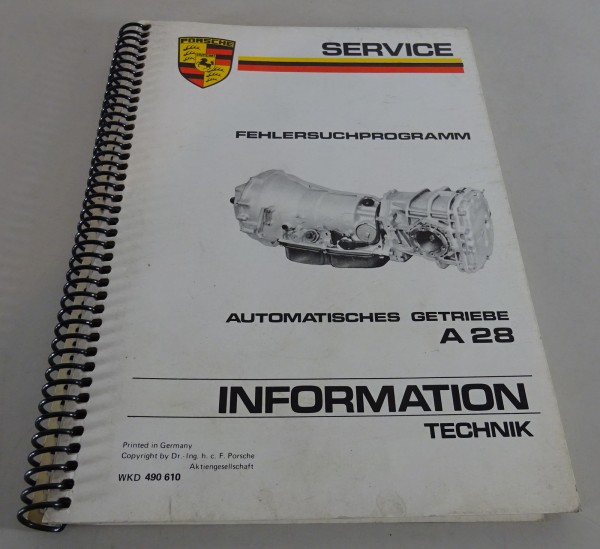 PORSCHE
SERVICE
FEHLERSUCHPROGRAMM
AUTOMATISCHES GETRIEBE
A 28
INFORMATION
TECHNIK
Printed in Germany
Copyright by Dr.-Ing. h. c. F. Porsche
Aktiengesellschaft
WKD 490 610